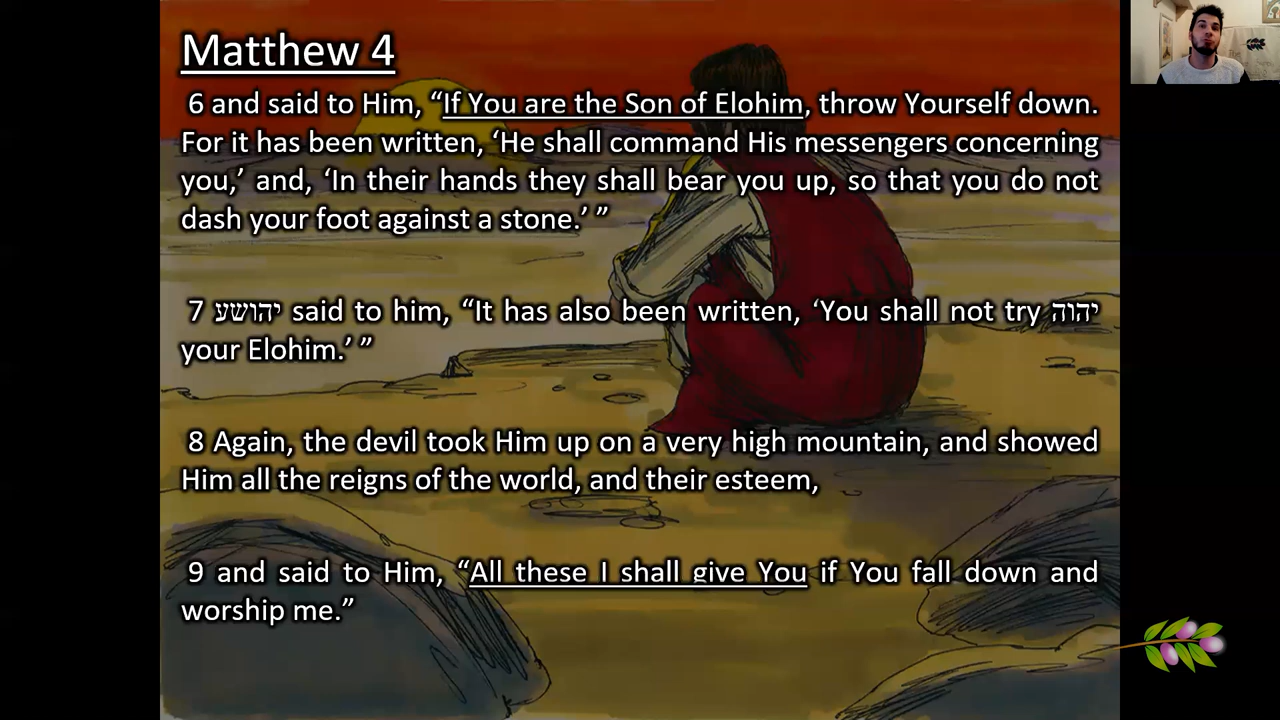 Matthew 4
6 and said to Him, “If You are the Son of Elohim, throw Yourself down.
For it has been written, ‘He shall command His messengers concerning
you,’ and, ‘In their hands they shall bear you up, so that you do not
dash your foot against a stone.’ ”
7 יהושע said to him, “It has also been written, ‘You shall not try יהוה
your Elohim.’ ”
8 Again, the devil took Him up on a very high mountain, and showed
Him all the reigns of the world, and their esteem,
9 and said to Him, “All these I shall give You if You fall down and
worship me.”